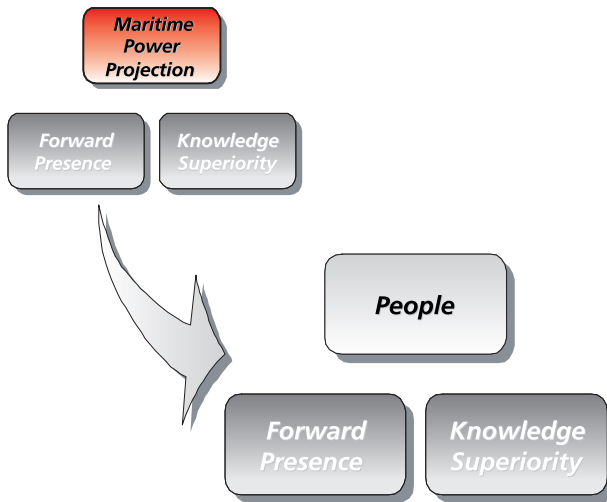 Maritime
Power
Projection
Forward
Presence
Knowledge
Superiority
People
Forward
Presence
Knowledge
Superiority